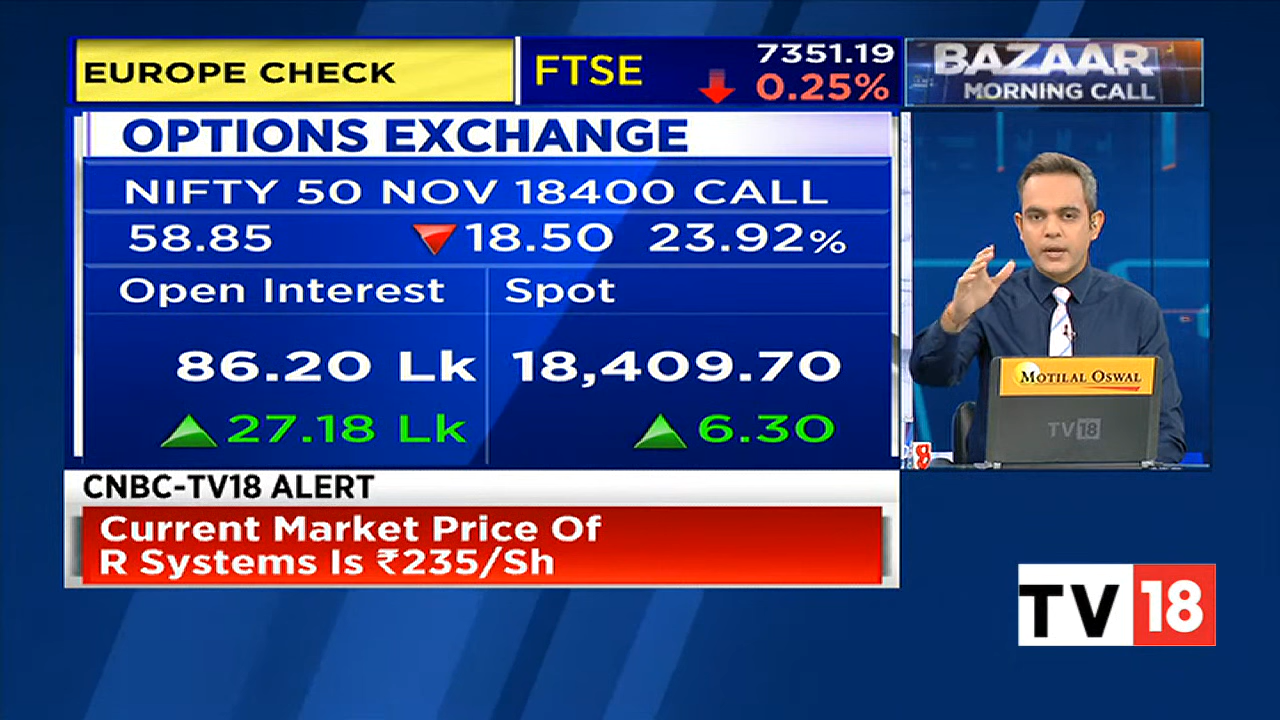 EUROPE CHECK
FTSE
7351.19
0.25%
BAZAAR
MORNING CALL
OPTIONS EXCHANGE
NIFTY 50 NOV 18400 CALL
58.85 18.50 23.92%
Open Interest Spot
86.20 Lk 18,409.70
27.18 Lk 6.30
MOTILAL OSWAL
TV18
8
CNBC-TV18 ALERT
Current Market Price Of
R Systems Is ₹235/Sh
TV18